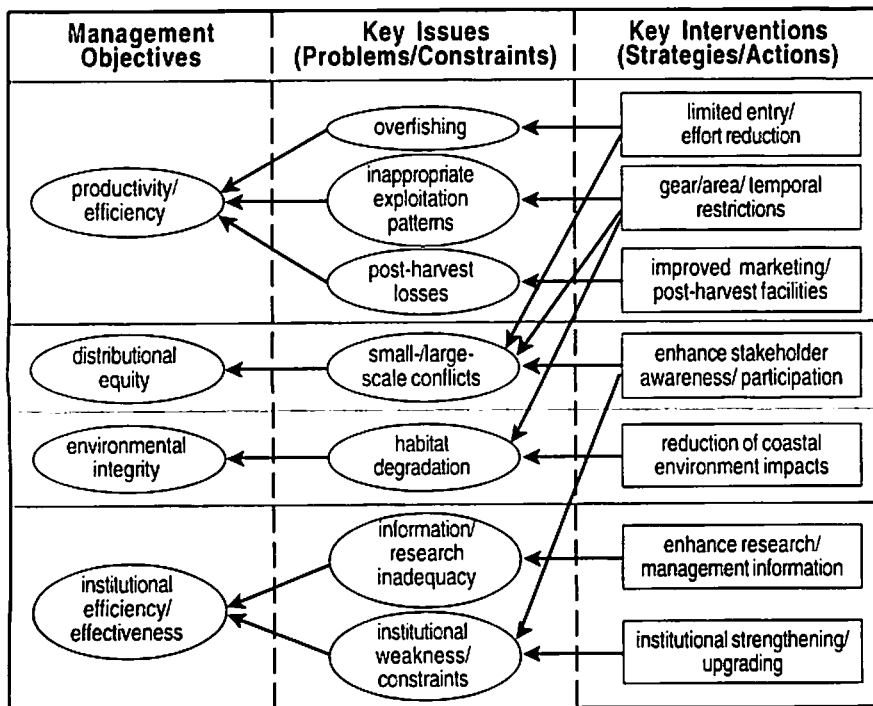 Management
Objectives
Key Issues
(Problems/Constraints)
Key Interventions
(Strategies/Actions)
overfishing
limited entry/
effort reduction
productivity/
efficiency
inappropriate
exploitation
patterns
gear/area/ temporal
restrictions
post-harvest
losses
improved marketing/
post-harvest facilities
distributional
equity
small-/large-
scale conflicts
enhance stakeholder
awareness/ participation
environmental
integrity
habitat
degradation
reduction of coastal
environment impacts
information/
research
inadequacy
enhance research/
management information
institutional
efficiency/
effectiveness
institutional
weakness/
constraints
institutional strengthening/
upgrading